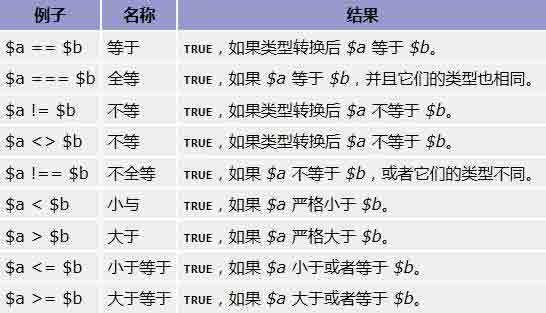 例子 名称 结果
$a == $b 等于 TRUE，如果类型转换后 $a 等于 $b。
$a === $b 全等 TRUE，如果 $a 等于 $b，并且它们的类型也相同。
$a != $b 不等 TRUE，如果类型转换后 $a 不等于 $b。
$a <> $b 不等 TRUE，如果类型转换后 $a 不等于 $b。
$a !== $b 不全等 TRUE，如果 $a 不等于 $b，或者它们的类型不同。
$a < $b 小与 TRUE，如果 $a 严格小于 $b。
$a > $b 大于 TRUE，如果 $a 严格大于 $b。
$a <= $b 小于等于 TRUE，如果 $a 小于或者等于 $b。
$a >= $b 大于等于 TRUE，如果 $a 大于或者等于 $b。